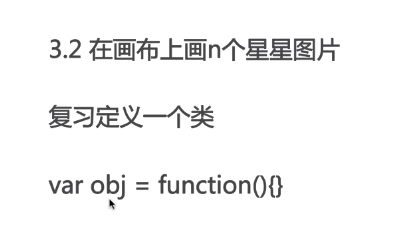 3.2 在画布上画n个星星图片
复习定义一个类
var obj = function(){}